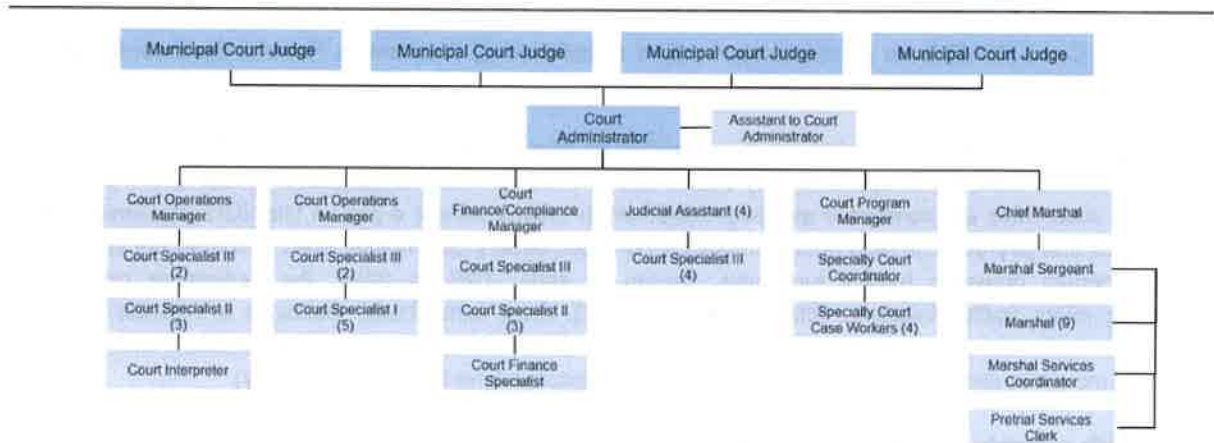 Municipal Court Judge
Municipal Court Judge
Municipal Court Judge
Municipal Court Judge
Court
Administrator
Assistant to Court
Administrator
Court Operations
Manager
Court Specialist III
(2)
Court Specialist II
(3)
Court Interpreter
Court Operations
Manager
Court Specialist III
(2)
Court Specialist I
(5)
Court
Finance/Compliance
Manager
Court Specialist III
Court Specialist II
(3)
Court Finance
Specialist
Judicial Assistant (4)
Court Specialist III
(4)
Court Program
Manager
Specially Court
Coordinator
Specially Court
Case Workers (4)
Chief Marshal
Marshal Sergeant
Marshal (9)
Marshal Services
Coordinator
Pretrial Services
Clerk